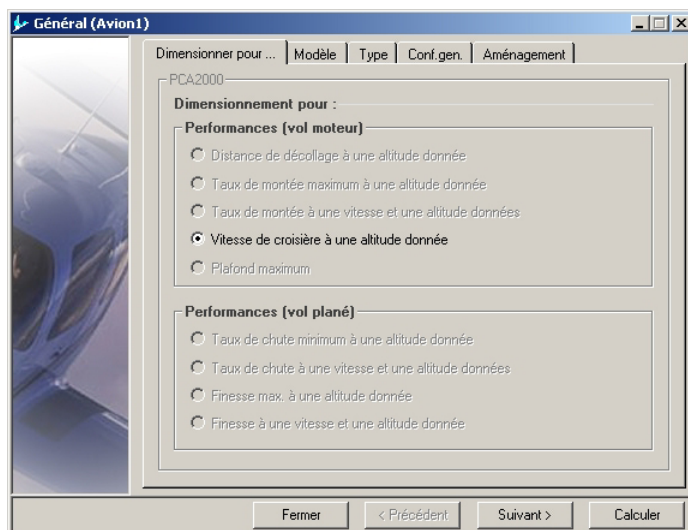 Général (Avion1)
Dimensionner pour ... Modèle Type Conf.gen. Aménagement
PCA2000
Dimensionnement pour :
Performances (vol moteur)
Distance de décollage à une altitude donnée
Taux de montée maximum à une altitude donnée
Taux de montée à une vitesse et une altitude données
Vitesse de croisière à une altitude donnée
Plafond maximum
Performances (vol plané)
Taux de chute minimum à une altitude donnée
Taux de chute à une vitesse et une altitude données
Finesse max. à une altitude donnée
Finesse à une vitesse et une altitude donnée
Fermer < Précédent Suivant > Calculer